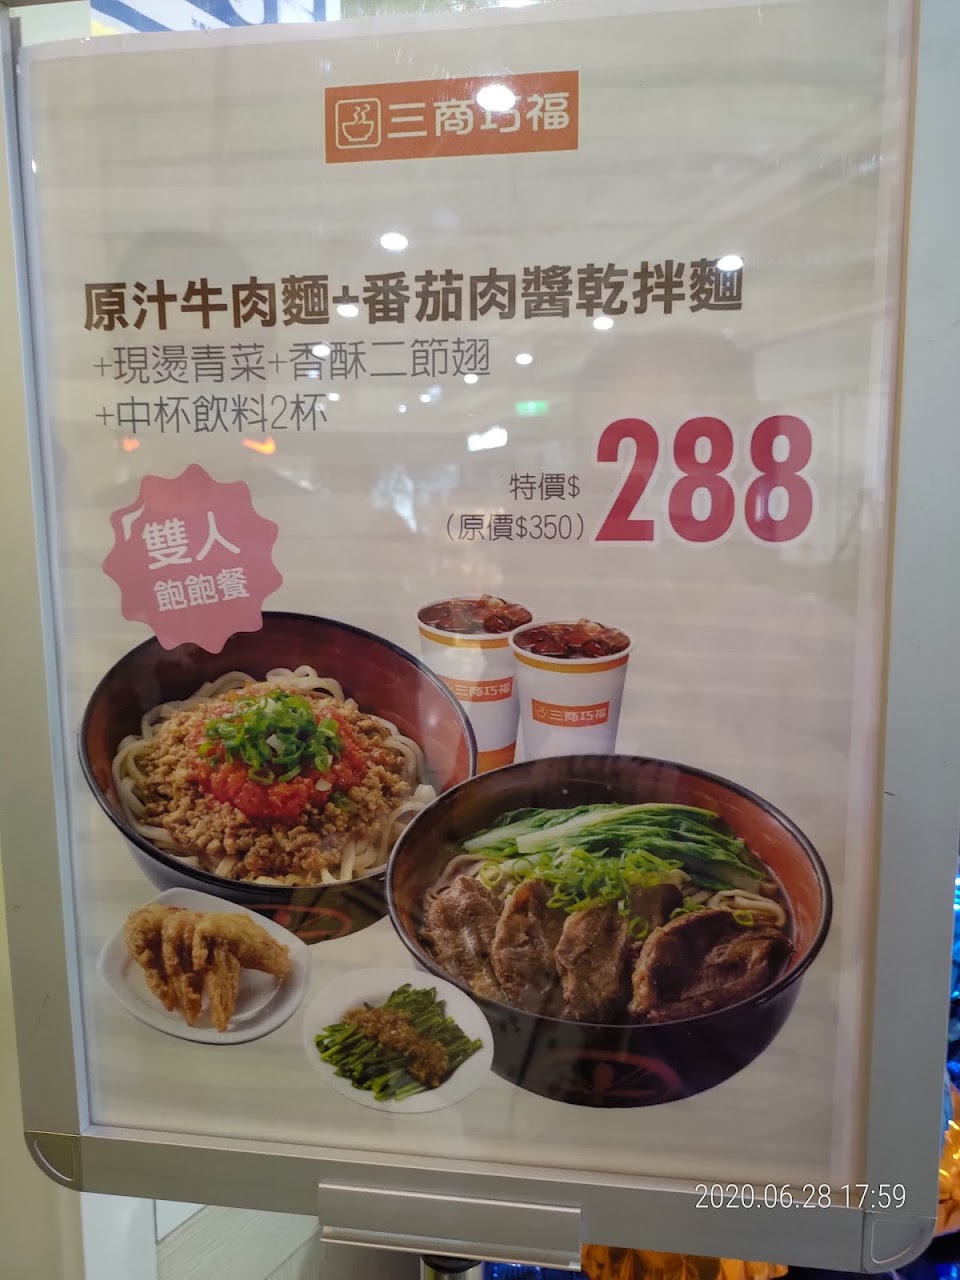 三商巧福
原汁牛肉麵+番茄肉醬乾拌麵
+現燙青菜+香酥二節翅
+中杯飲料2杯
特價$
288
(原價$350)
雙人
飽飽餐
三商巧福
三商巧福
2020.06.28 17:59